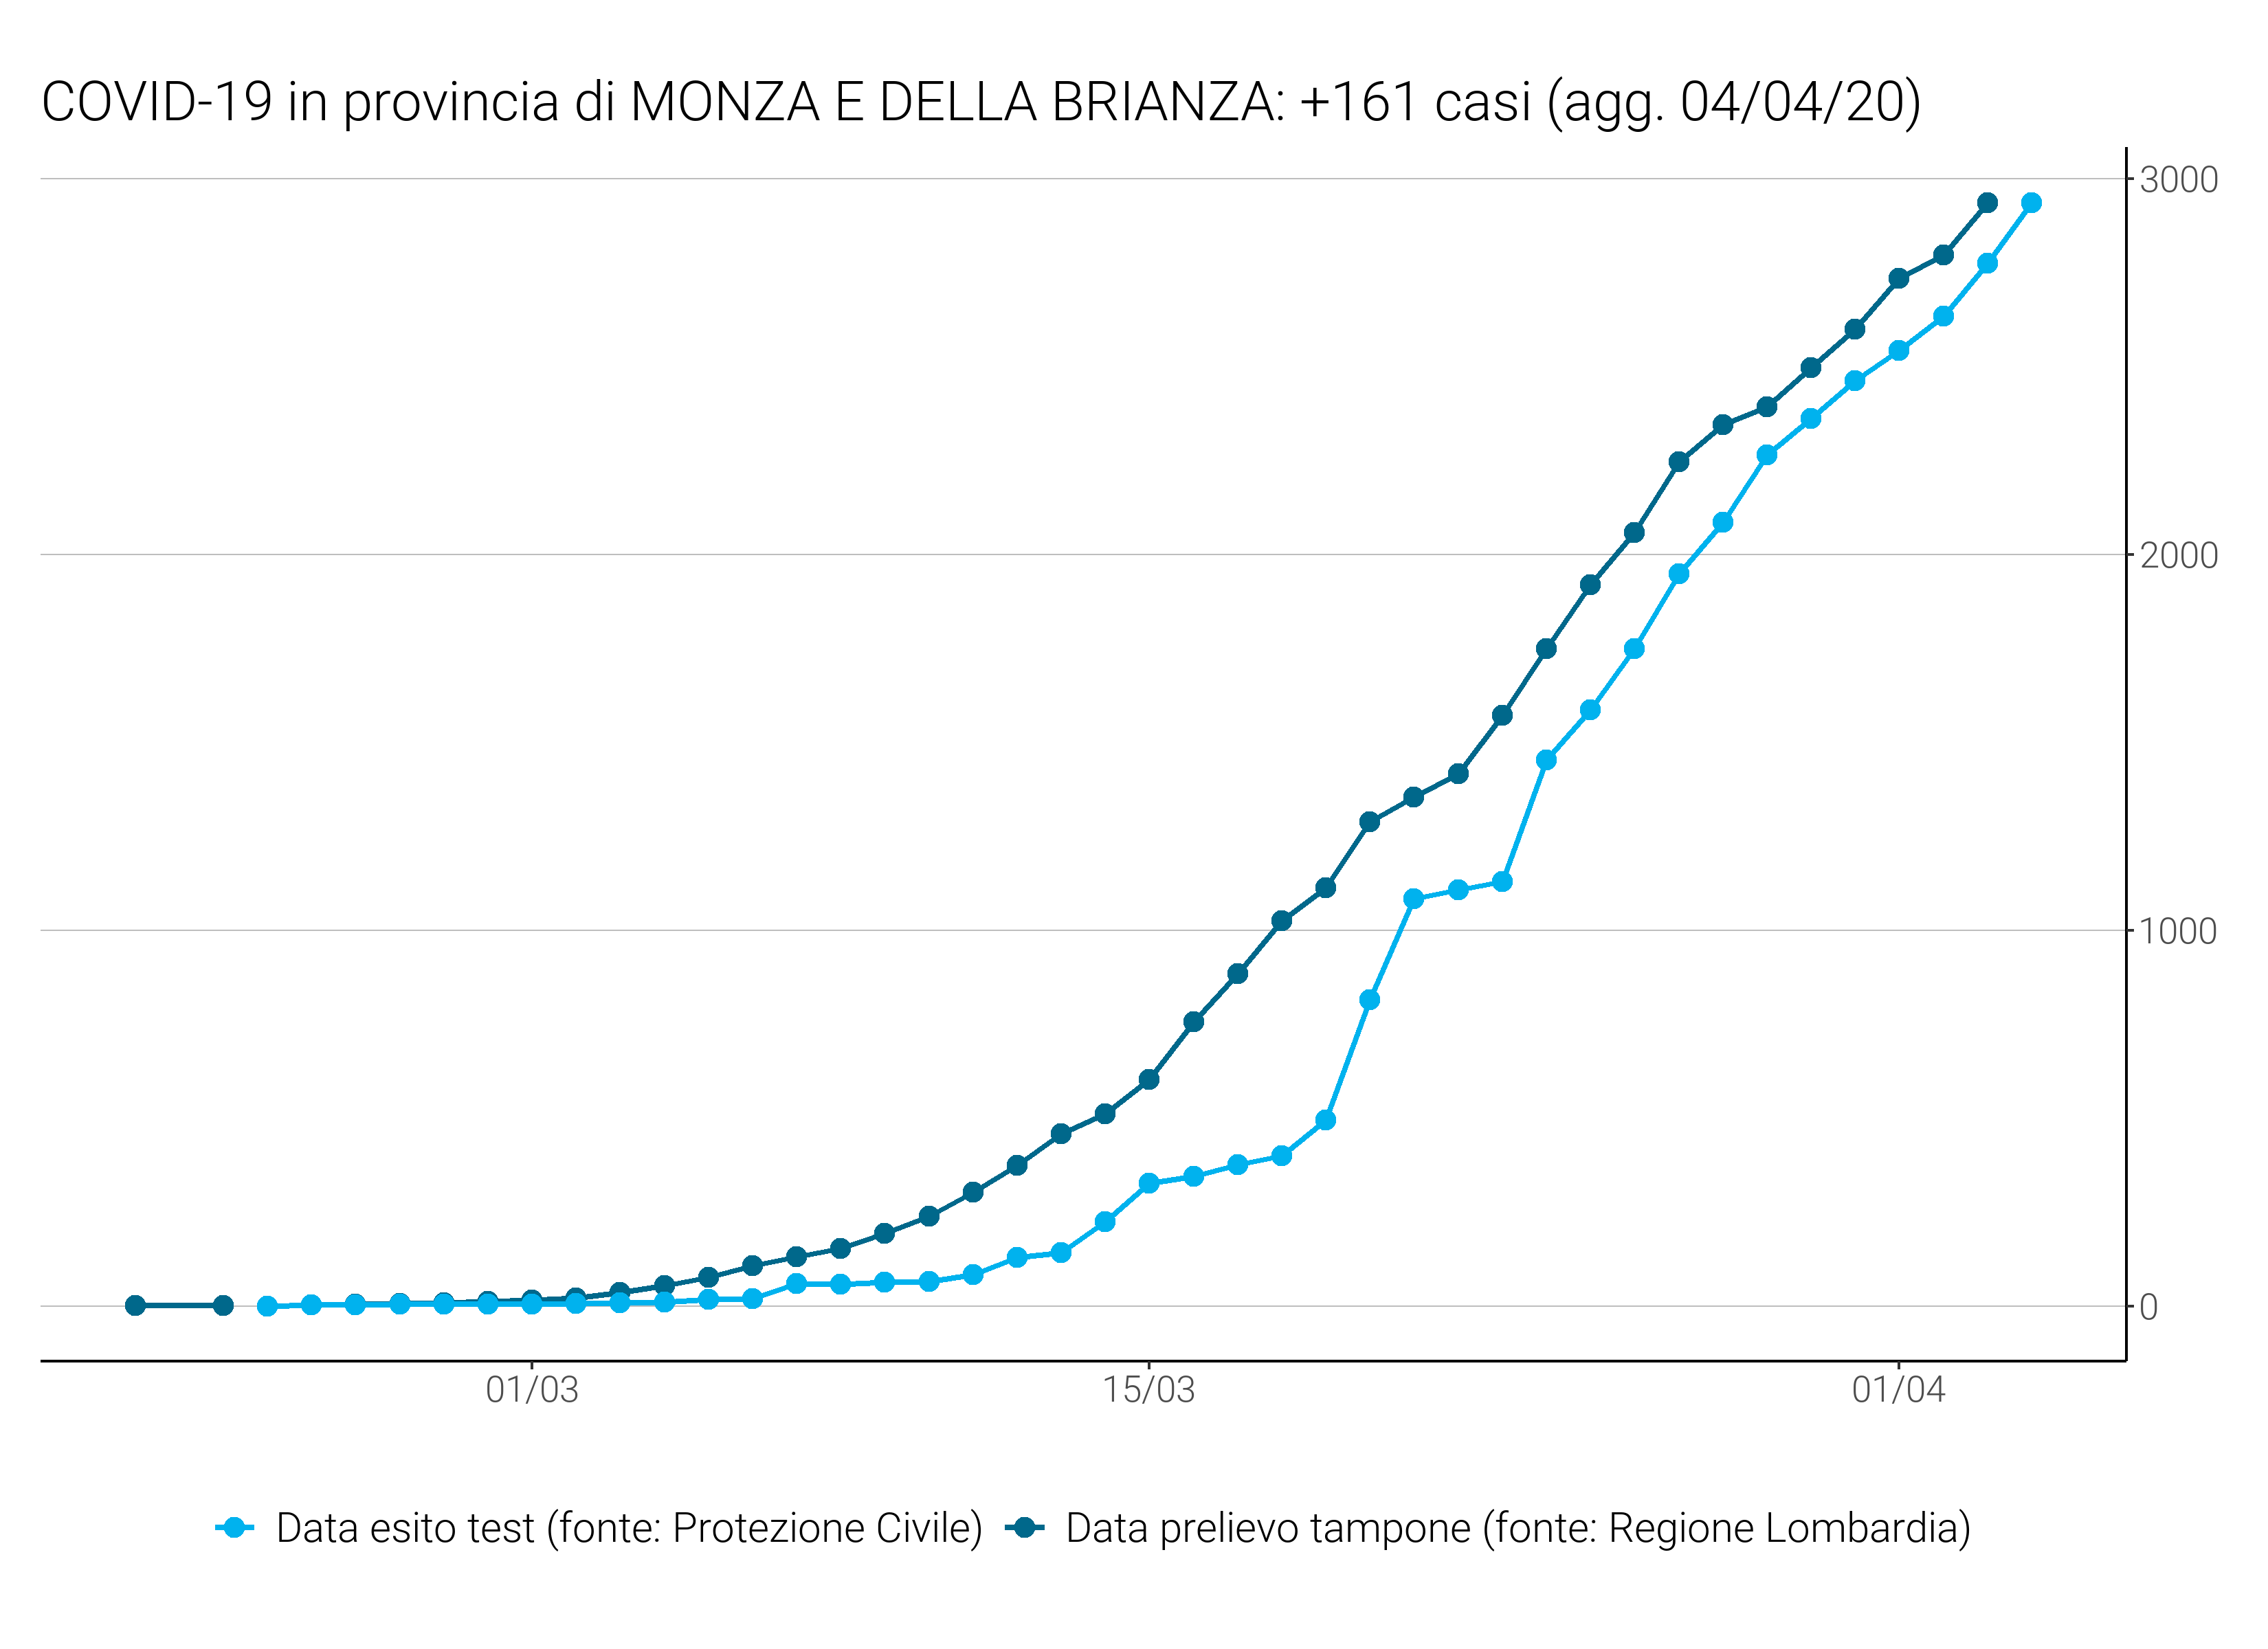 COVID-19 in provincia di MONZA E DELLA BRIANZA: +161 casi (agg. 04/04/20)
3000
2000
1000
0
01/03 15/03 01/04
Data esito test (fonte: Protezione Civile) Data prelievo tampone (fonte: Regione Lombardia)